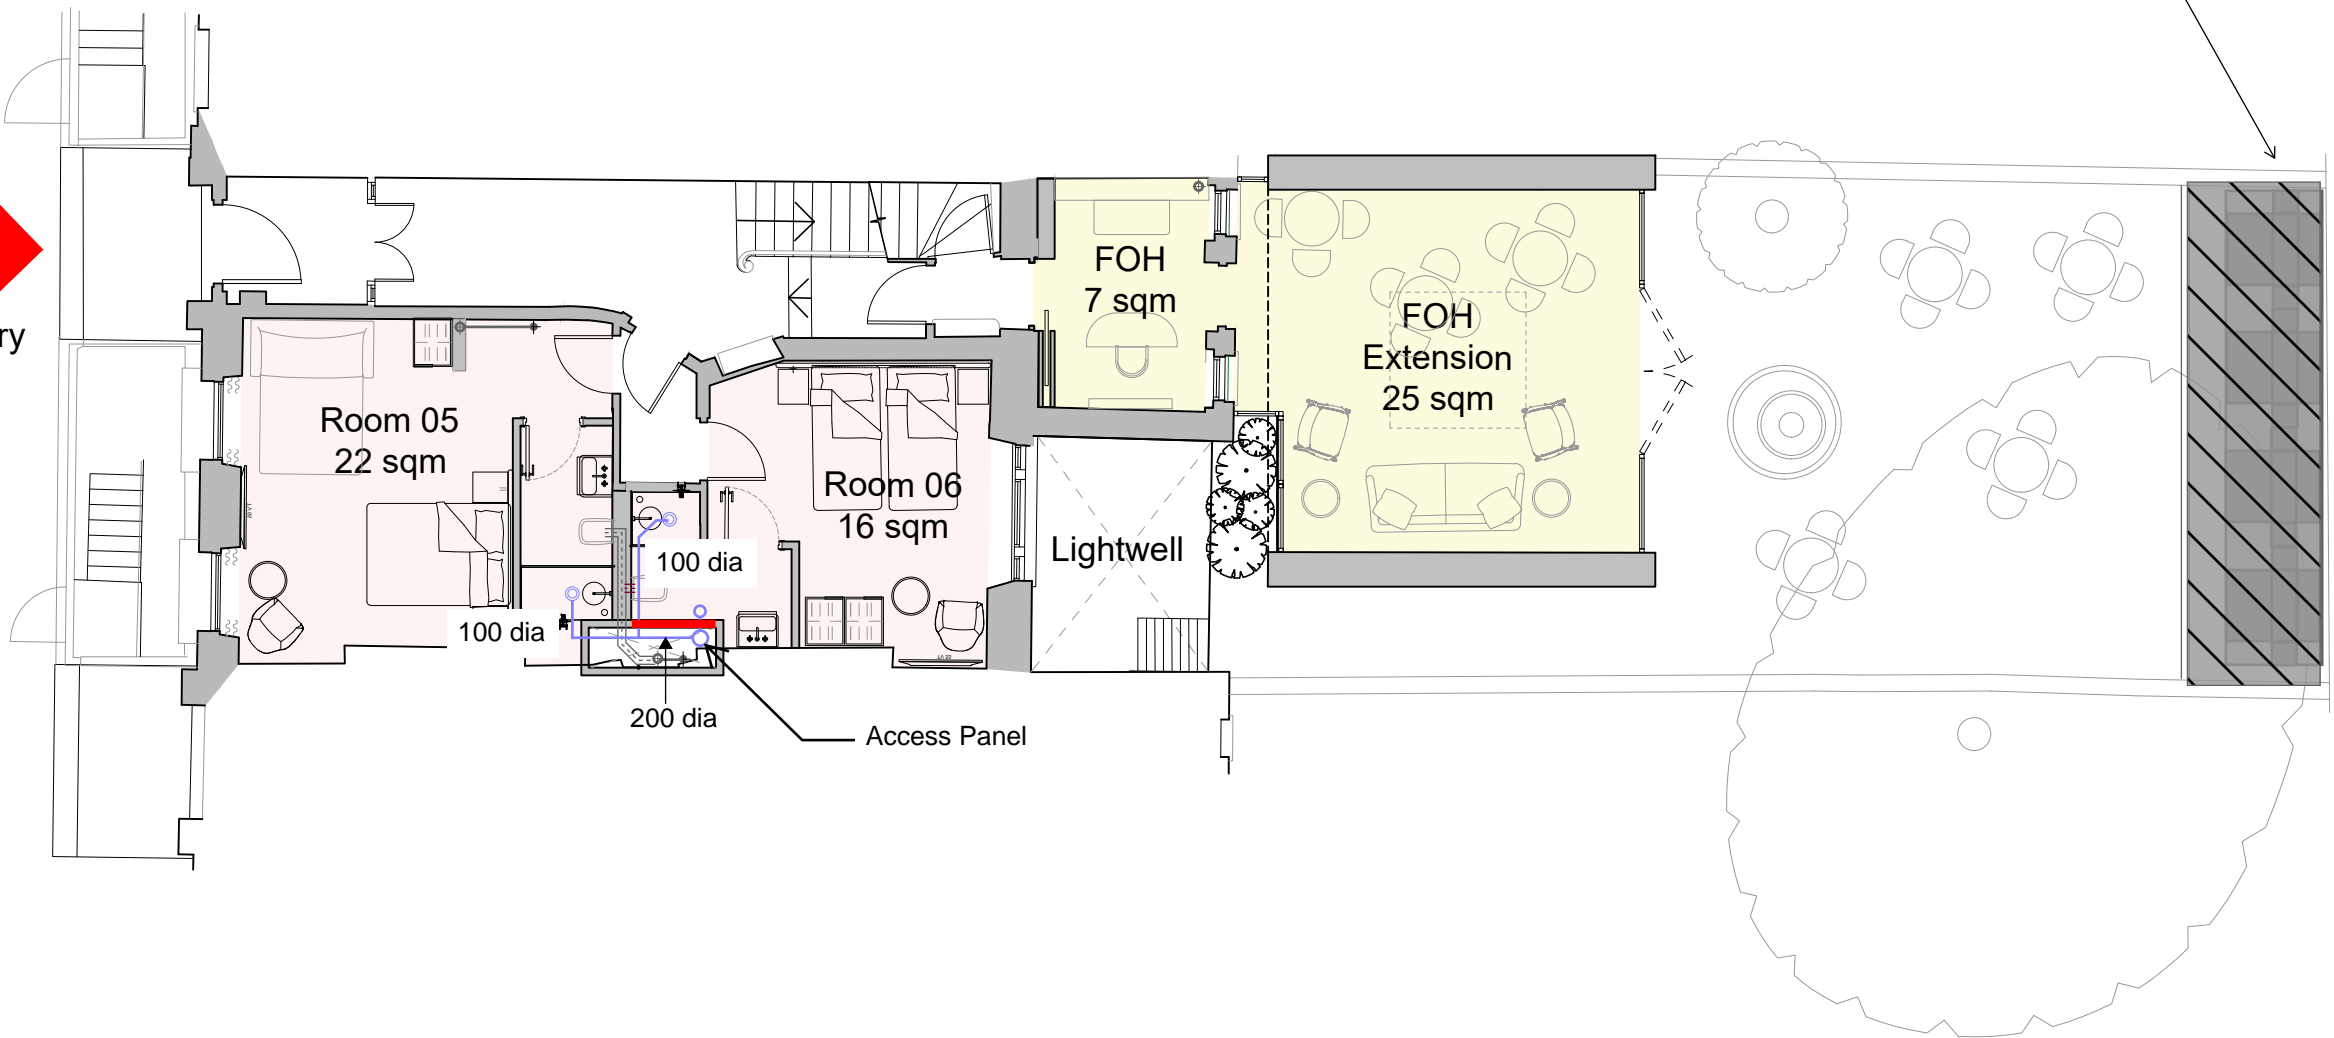 ry
FOH
7 sqm
FOH
Extension
25 sqm
Room 05
22 sqm
Room 06
16 sqm
Lightwell
100 dia
100 dia
200 dia
Access Panel